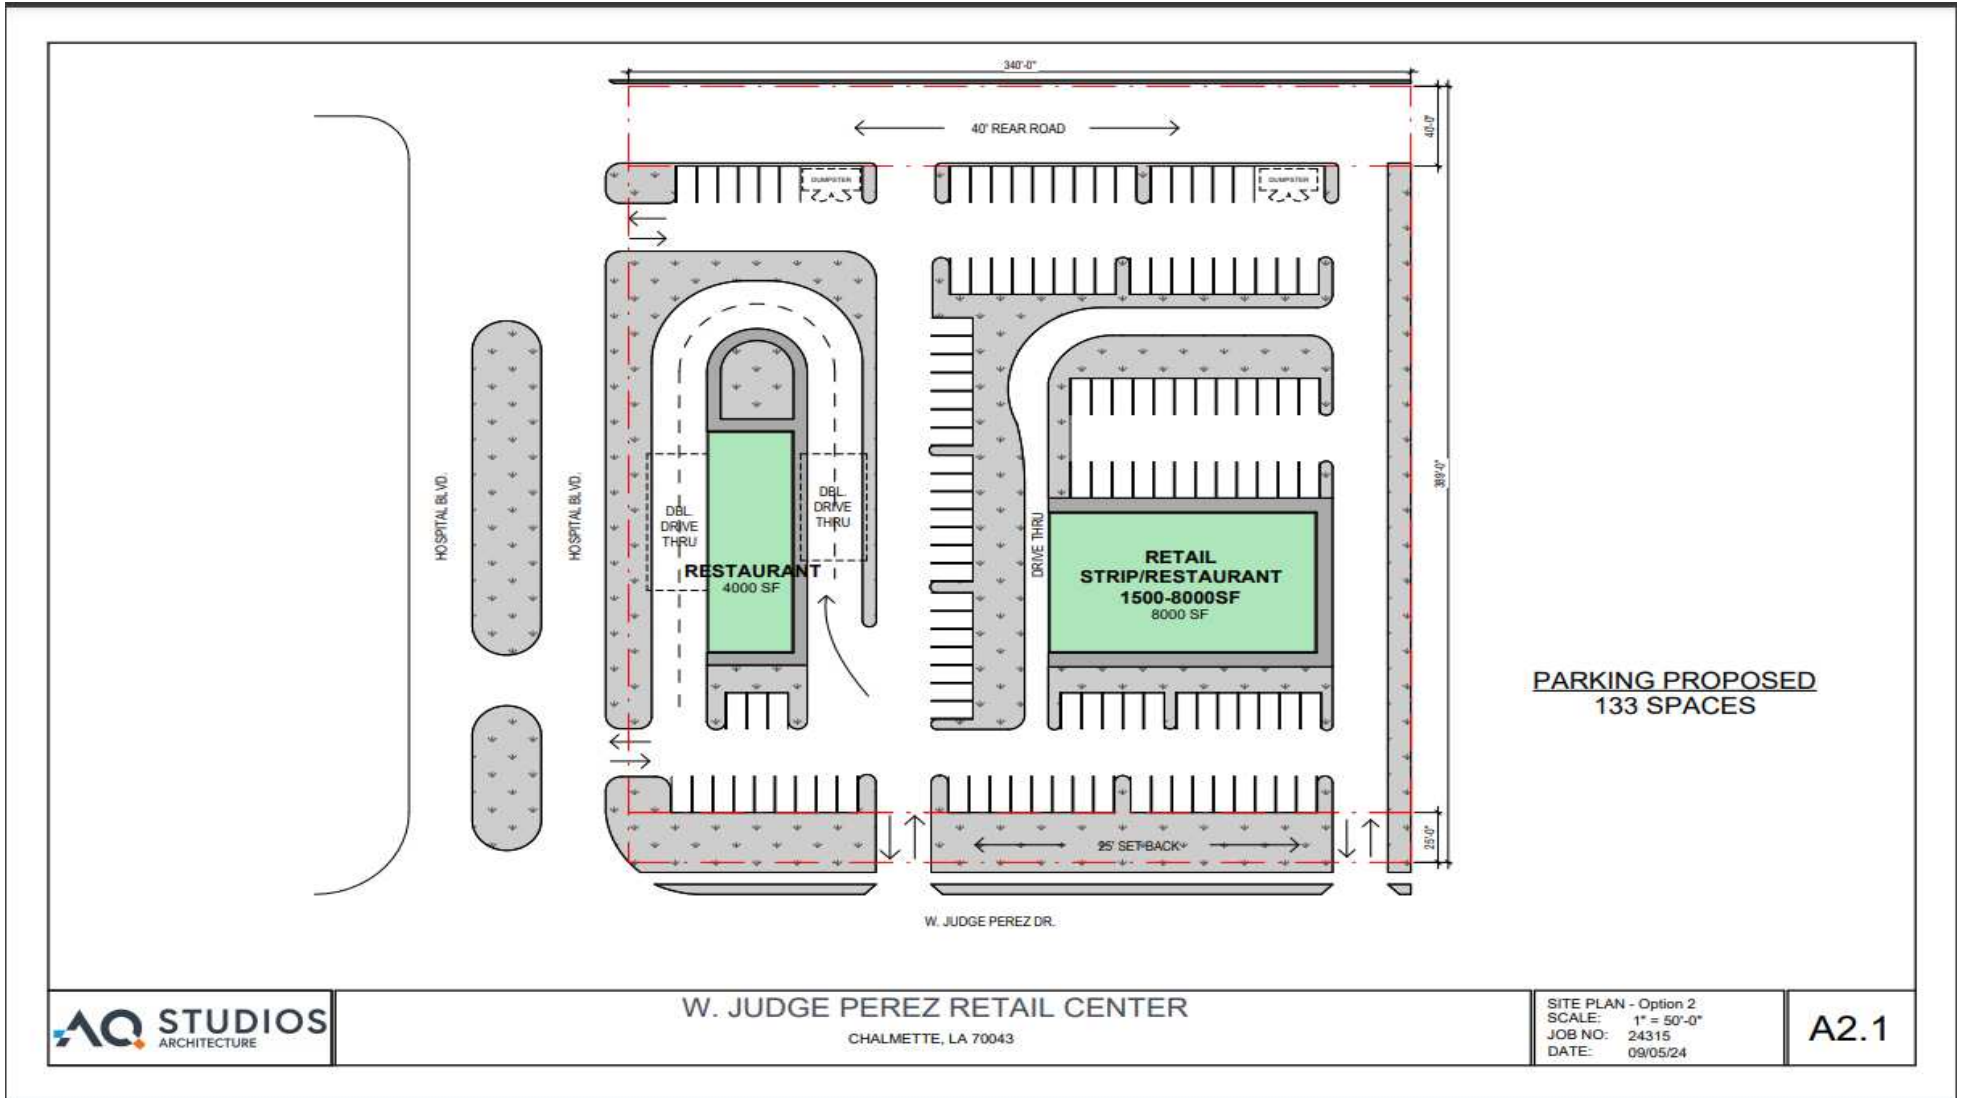 340'-0"
40' REAR ROAD
40'-0"
DUMPSTER
DUMPSTER
HOSPITAL BLVD.
HOSPITAL BLVD.
DBL.
DRIVE
THRU
DBL.
DRIVE
THRU
RESTAURANT
4000 SF
DRIVE THRU
RETAIL
STRIP/RESTAURANT
1500-8000SF
8000 SF
389'-0"
PARKING PROPOSED
133 SPACES
25' SET-BACK
25'-0"
W. JUDGE PEREZ DR.
AQ STUDIOS
ARCHITECTURE
W. JUDGE PEREZ RETAIL CENTER
CHALMETTE, LA 70043
SITE PLAN - Option 2
SCALE: 1" = 50'-0"
JOB NO: 24315
DATE: 09/05/24
A2.1